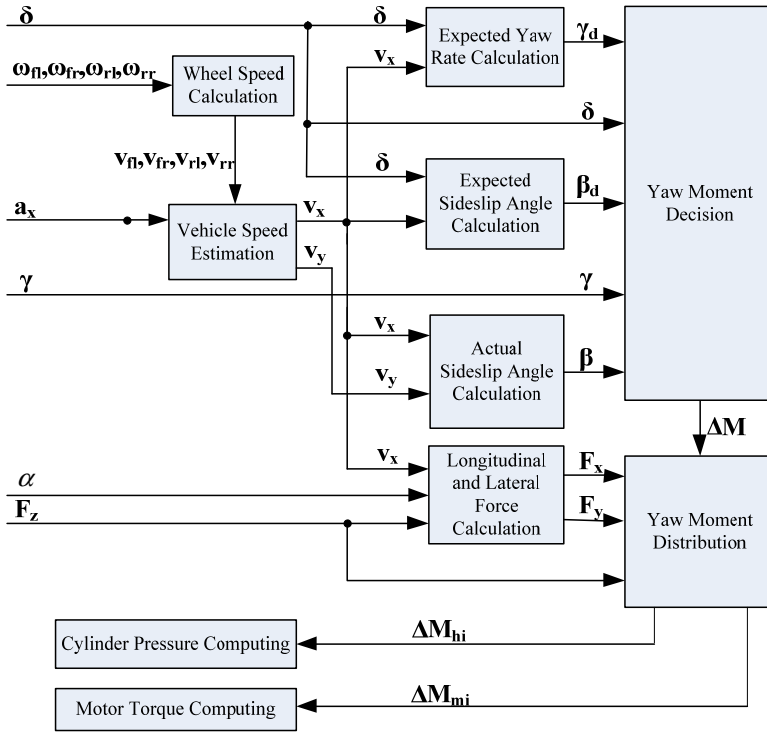 δ
δ
Expected Yaw
Rate Calculation
γd
vx
ωfl,ωfr,ωrl,ωrr
Wheel Speed
Calculation
δ
vfl,vfr,vrl,vrr
δ
Expected
Sideslip Angle
Calculation
βd
Yaw Moment
Decision
ax
Vehicle Speed
Estimation
vx
vy
γ
γ
vx
vy
Actual
Sideslip Angle
Calculation
β
ΔM
vx
Longitudinal
and Lateral
Force
Calculation
Fx
Fy
α
Fz
Yaw Moment
Distribution
Cylinder Pressure Computing
ΔMhi
Motor Torque Computing
ΔMmi